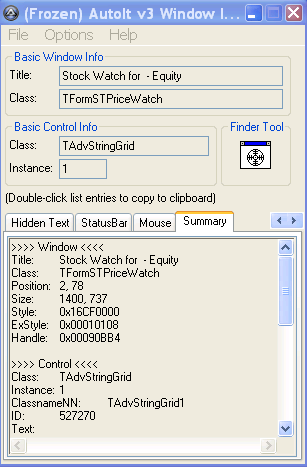 (Frozen) AutoIt v3 Window I...
File Options Help
Basic Window Info
Title: Stock Watch for - Equity
Class: TFormSTPriceWatch
Basic Control Info
Class: TAdvStringGrid
Instance: 1
Finder Tool
(Double-click list entries to copy to clipboard)
Hidden Text StatusBar Mouse Summary
>>>> Window <<<<
Title: Stock Watch for - Equity
Class: TFormSTPriceWatch
Position: 2, 78
Size: 1400, 737
Style: 0x16CF0000
ExStyle: 0x00010108
Handle: 0x00090BB4
>>>> Control <<<<
Class: TAdvStringGrid
Instance: 1
ClassnameNN: TAdvStringGrid1
ID: 527270
Text: